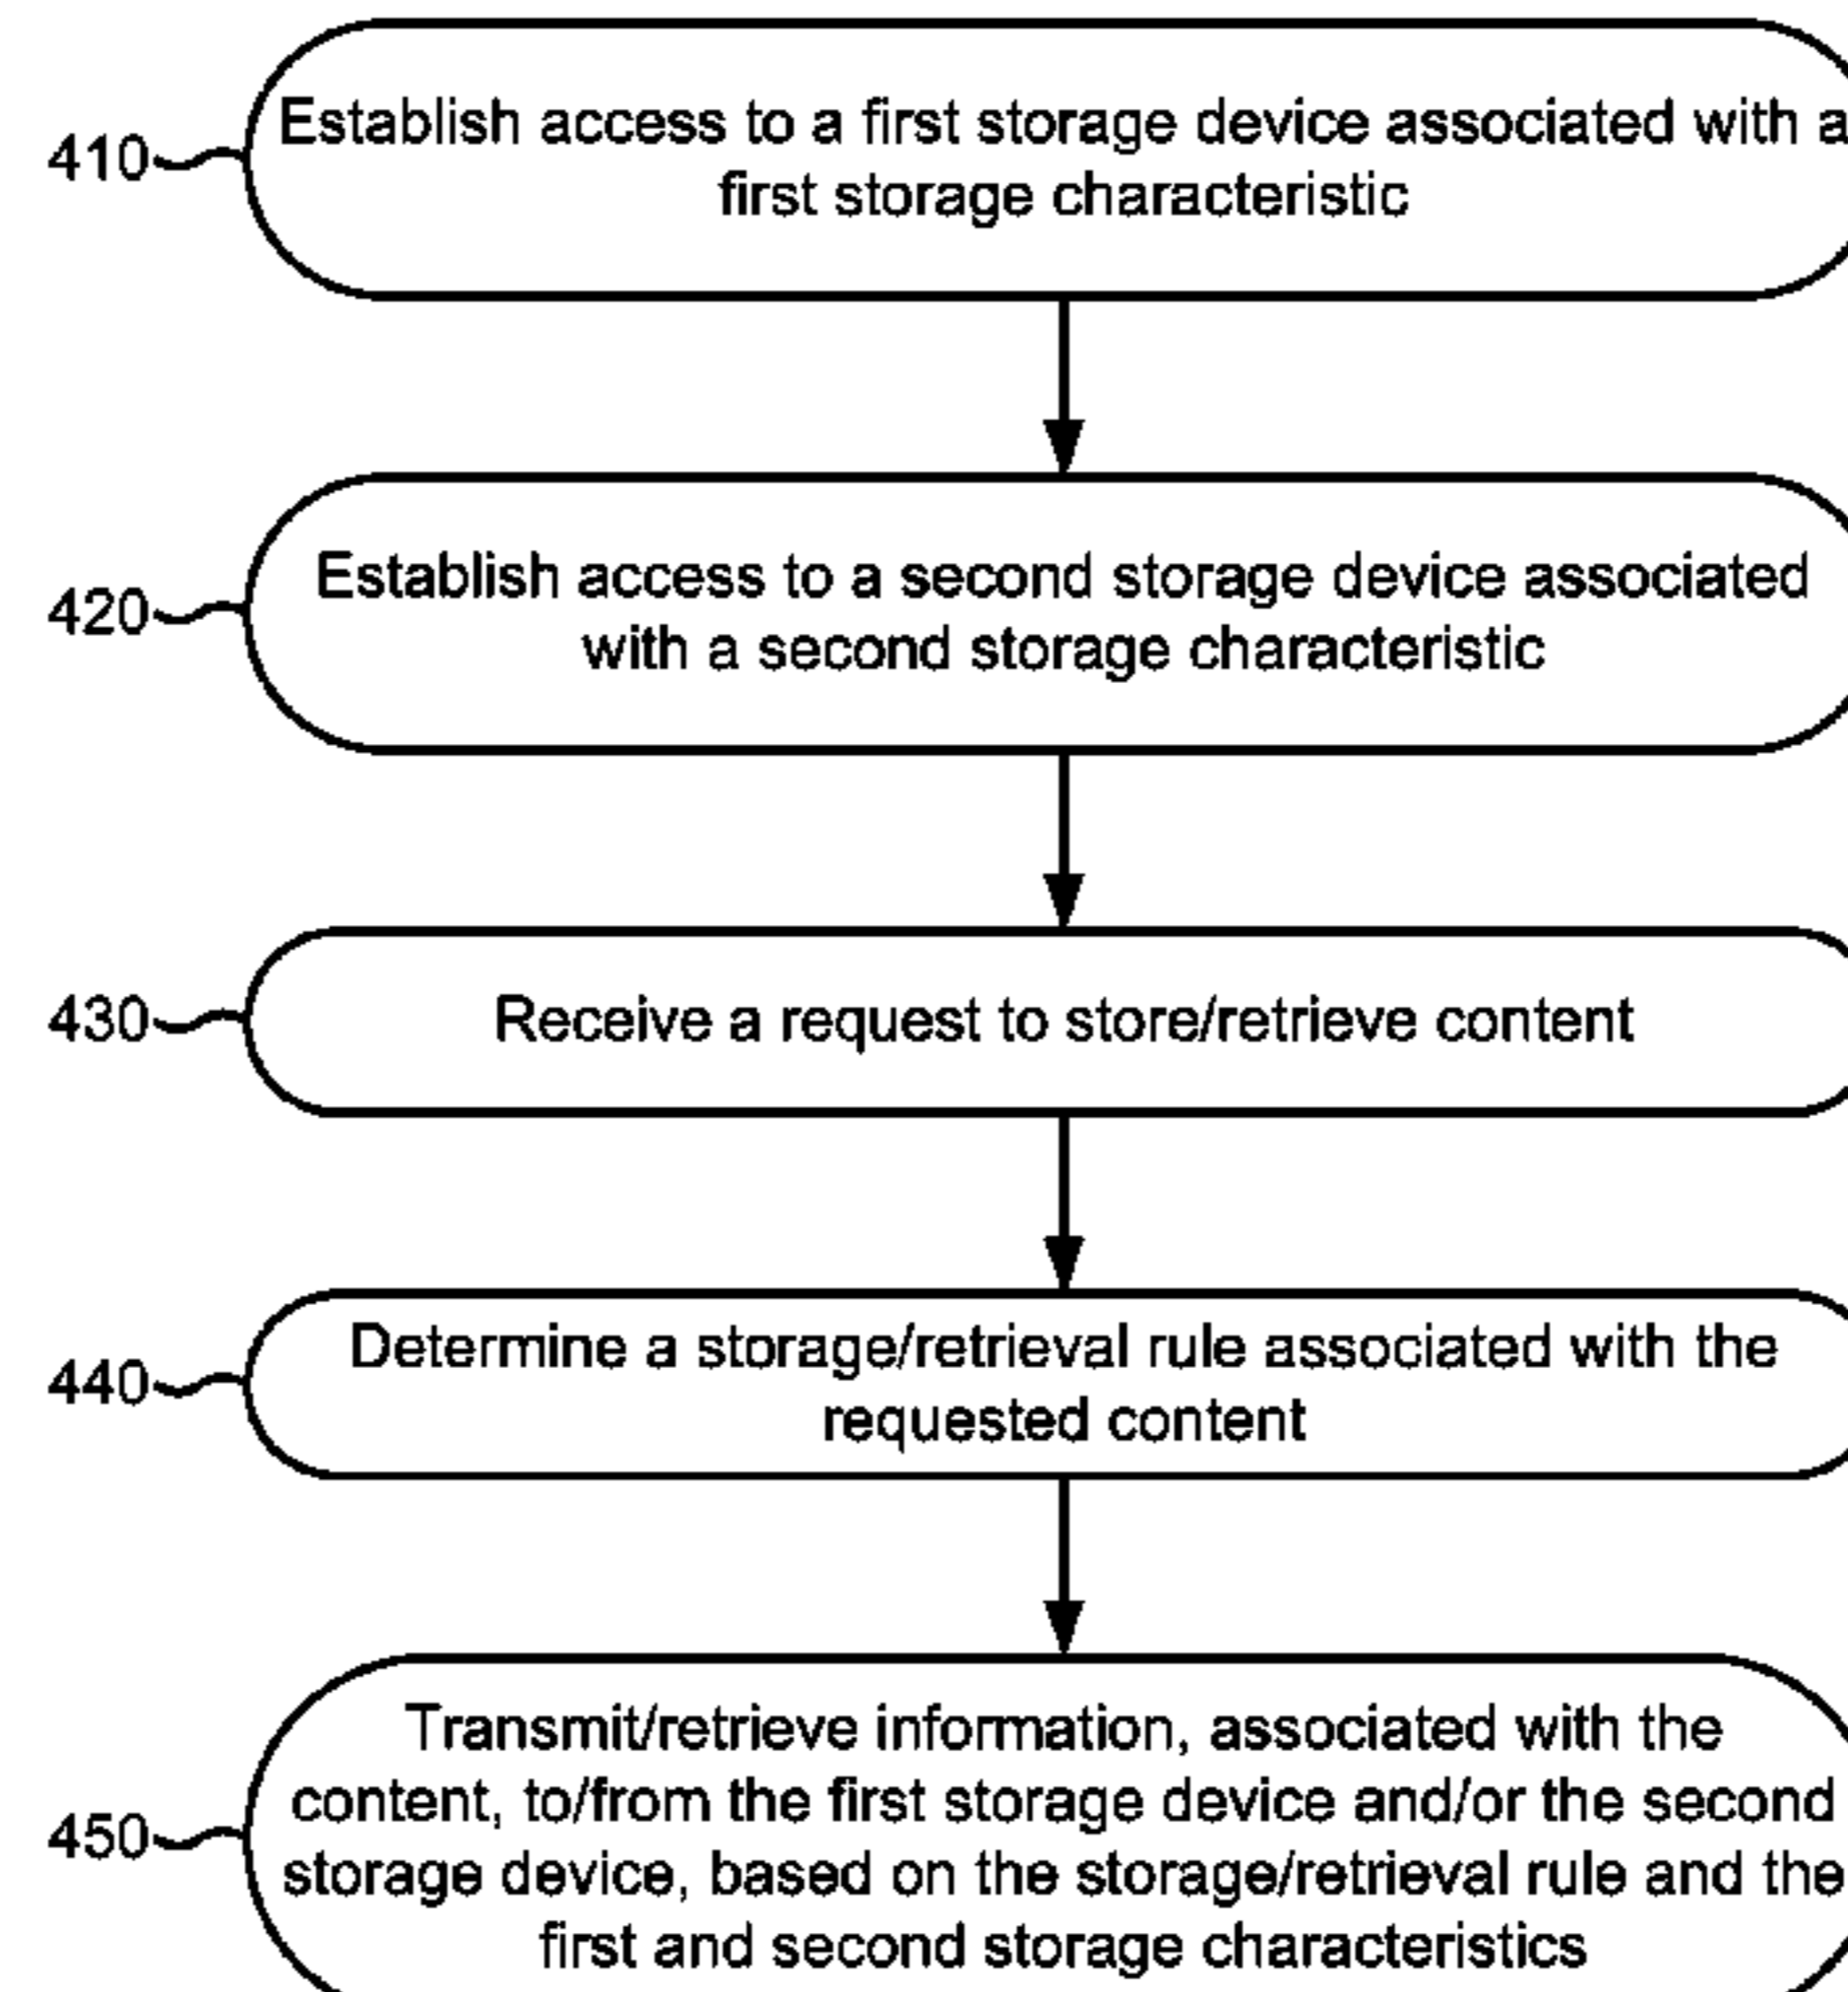 410
Establish access to a first storage device associated with a
first storage characteristic
420
Establish access to a second storage device associated
with a second storage characteristic
430
Receive a request to store/retrieve content
440
Determine a storage/retrieval rule associated with the
requested content
450
Transmit/retrieve information, associated with the
content, to/from the first storage device and/or the second
storage device, based on the storage/retrieval rule and the
first and second storage characteristics